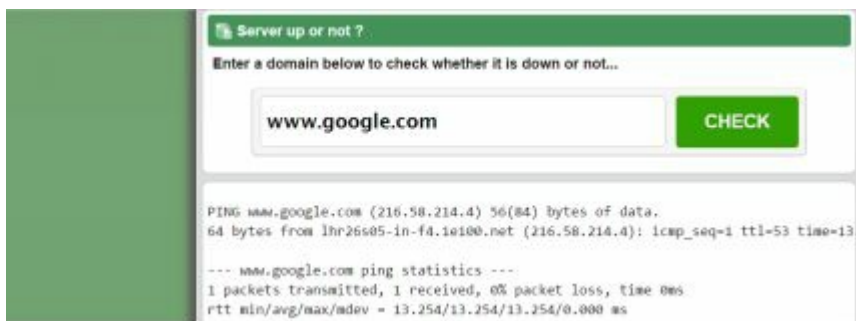 Server up or not ?
Enter a domain below to check whether it is down or not...
www.google.com
CHECK
PING www.google.com (216.58.214.4) 56(84) bytes of data.
64 bytes from lhr26s05-in-f4.1e100.net (216.58.214.4): icmp_seq=1 ttl=53 time=13
--- www.google.com ping statistics ---
1 packets transmitted, 1 received, 0% packet loss, time 0ms
rtt min/avg/max/mdev = 13.254/13.254/13.254/0.000 ms